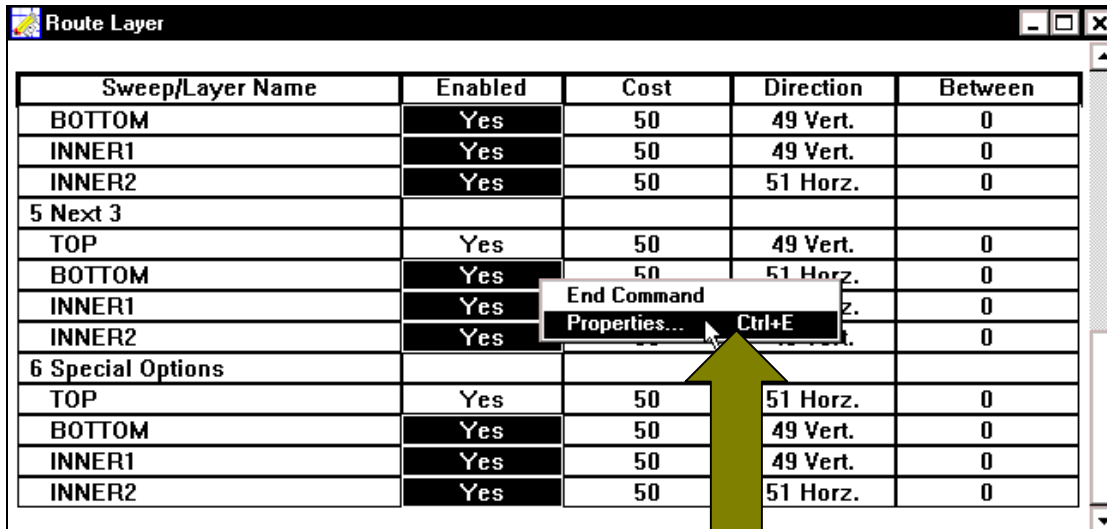 Route Layer
Sweep/Layer Name Enabled Cost Direction Between
BOTTOM Yes 50 49 Vert. 0
INNER1 Yes 50 49 Vert. 0
INNER2 Yes 50 51 Horz. 0
5 Next 3
TOP Yes 50 49 Vert. 0
BOTTOM Yes 50 51 Horz. 0
End Command
INNER1 Yes 0
Properties... Ctrl+E
INNER2 Yes 0
6 Special Options
TOP Yes 50 51 Horz. 0
BOTTOM Yes 50 49 Vert. 0
INNER1 Yes 50 49 Vert. 0
INNER2 Yes 50 51 Horz. 0